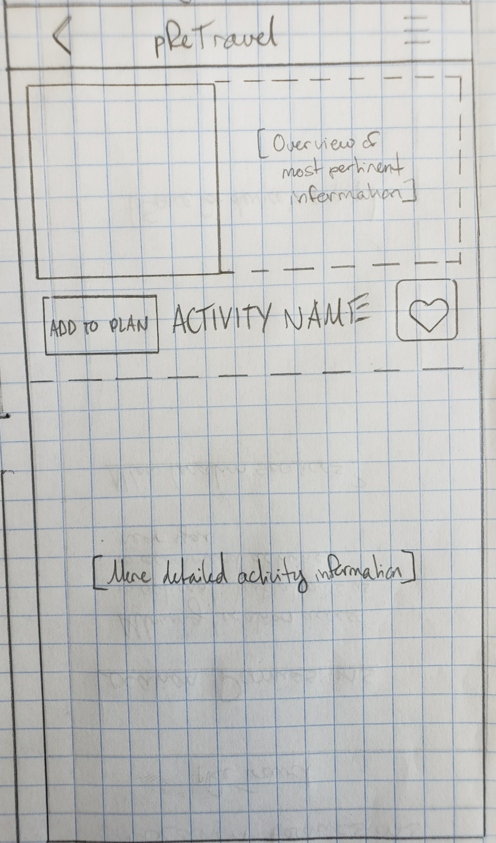 pReTravel
[Overview of
most pertinent
information]
ADD TO PLAN
ACTIVITY NAME
[More detailed activity information]